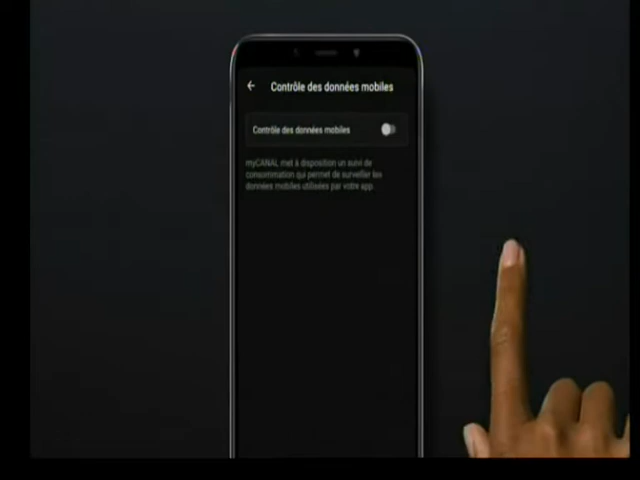 Contrôle des données mobiles
Contrôle des données mobiles
myCANAL met à disposition un suivi de
consommation qui permet de surveiller les
données mobiles utilisées par votre app.